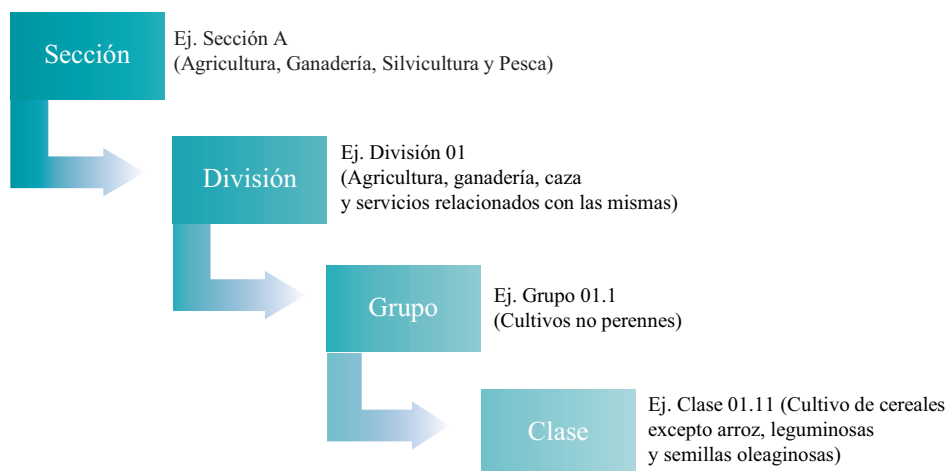 Sección
Ej. Sección A
(Agricultura, Ganadería, Silvicultura y Pesca)
División
Ej. División 01
(Agricultura, ganadería, caza
y servicios relacionados con las mismas)
Grupo
Ej. Grupo 01.1
(Cultivos no perennes)
Clase
Ej. Clase 01.11 (Cultivo de cereales
excepto arroz, leguminosas
y semillas oleaginosas)